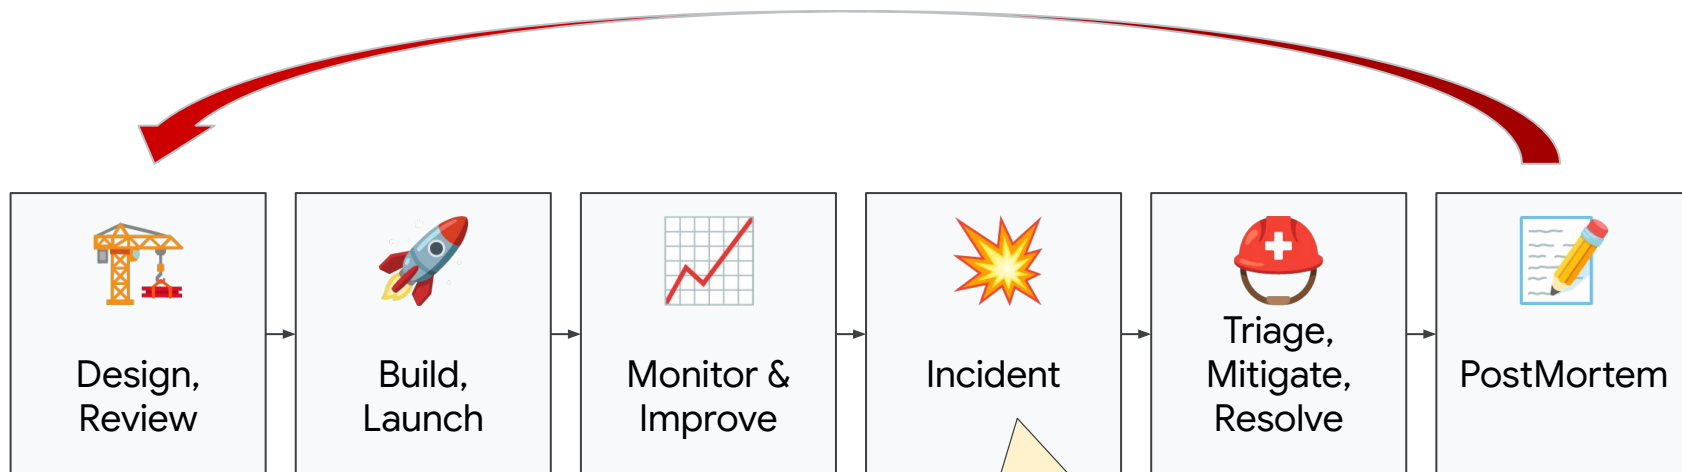 Design,
Review
Build,
Launch
Monitor &
Improve
Incident
Triage,
Mitigate,
Resolve
PostMortem